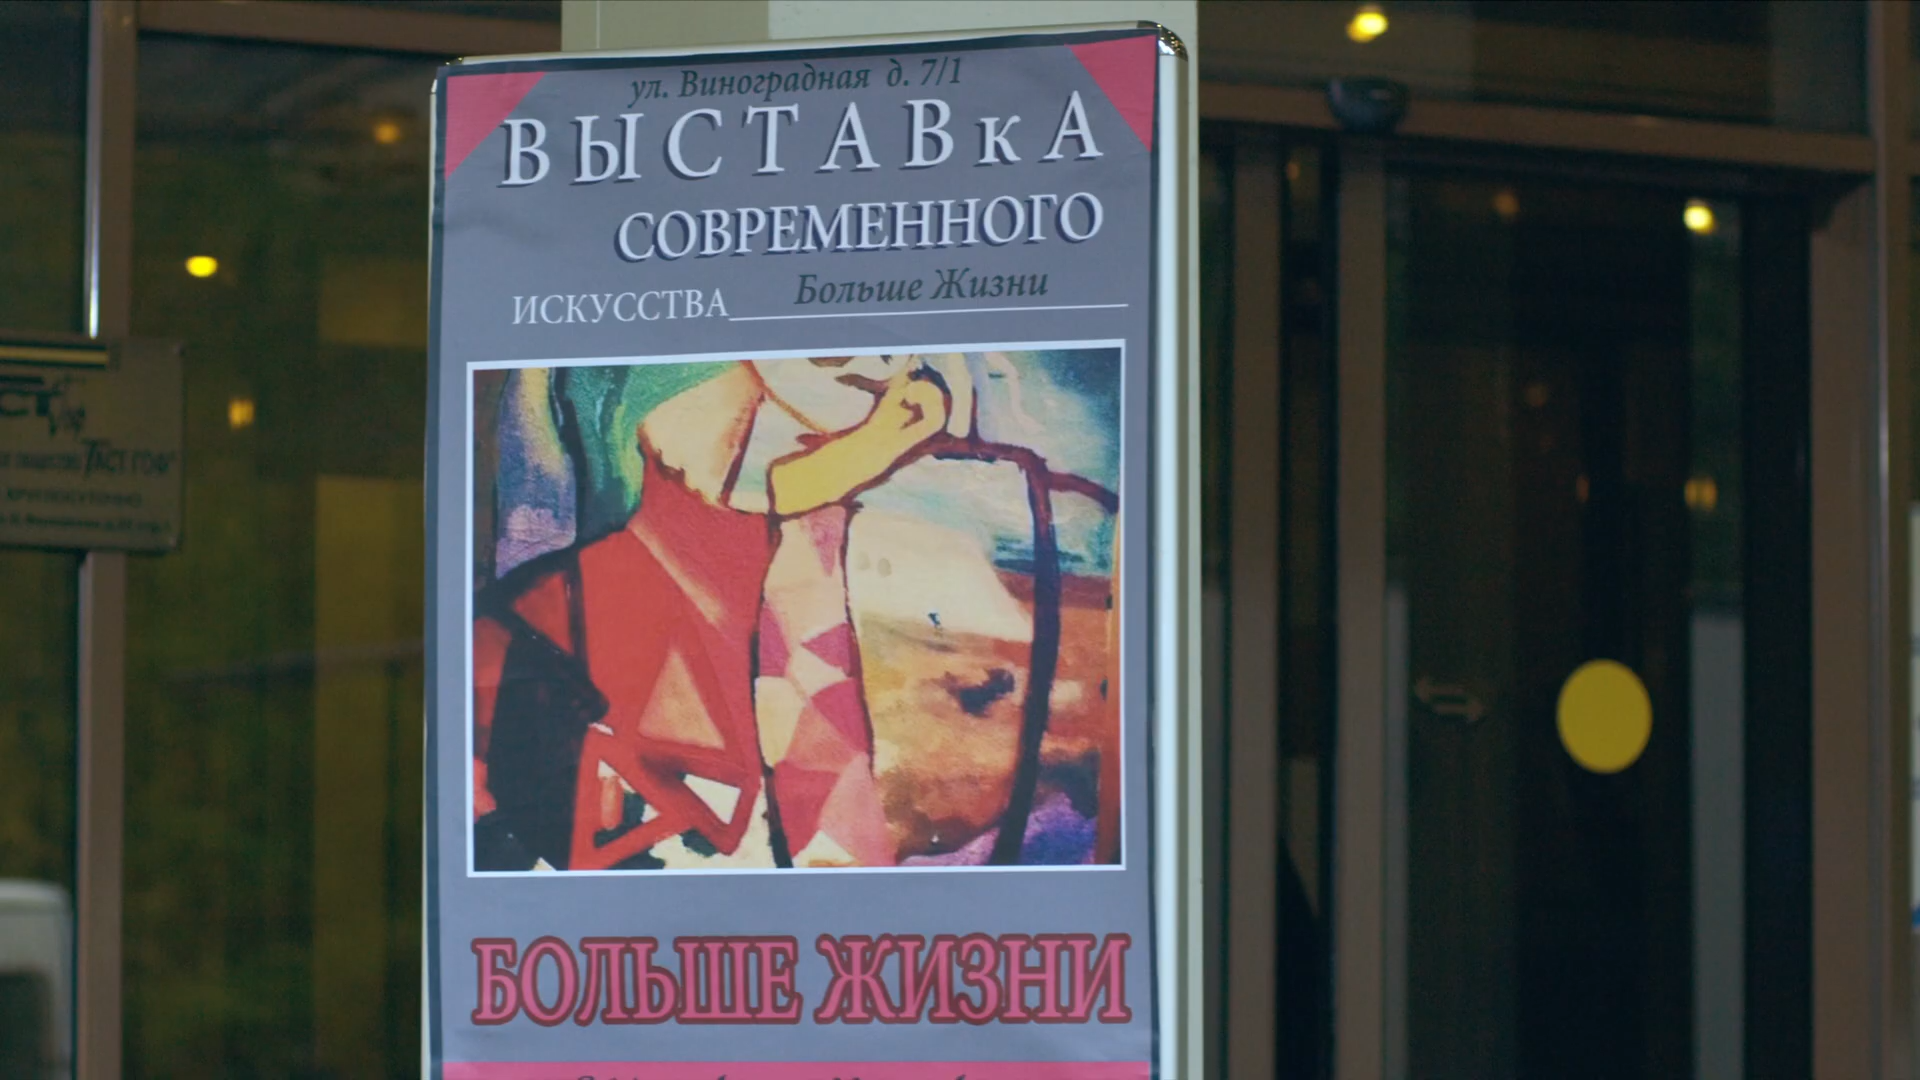 ул. Виноградная д. 7/1
ВЫСТАВкА
СОВРЕМЕННОГО
Больше Жизни
ИСКУССТВА
БОЛЬШЕ ЖИЗНИ